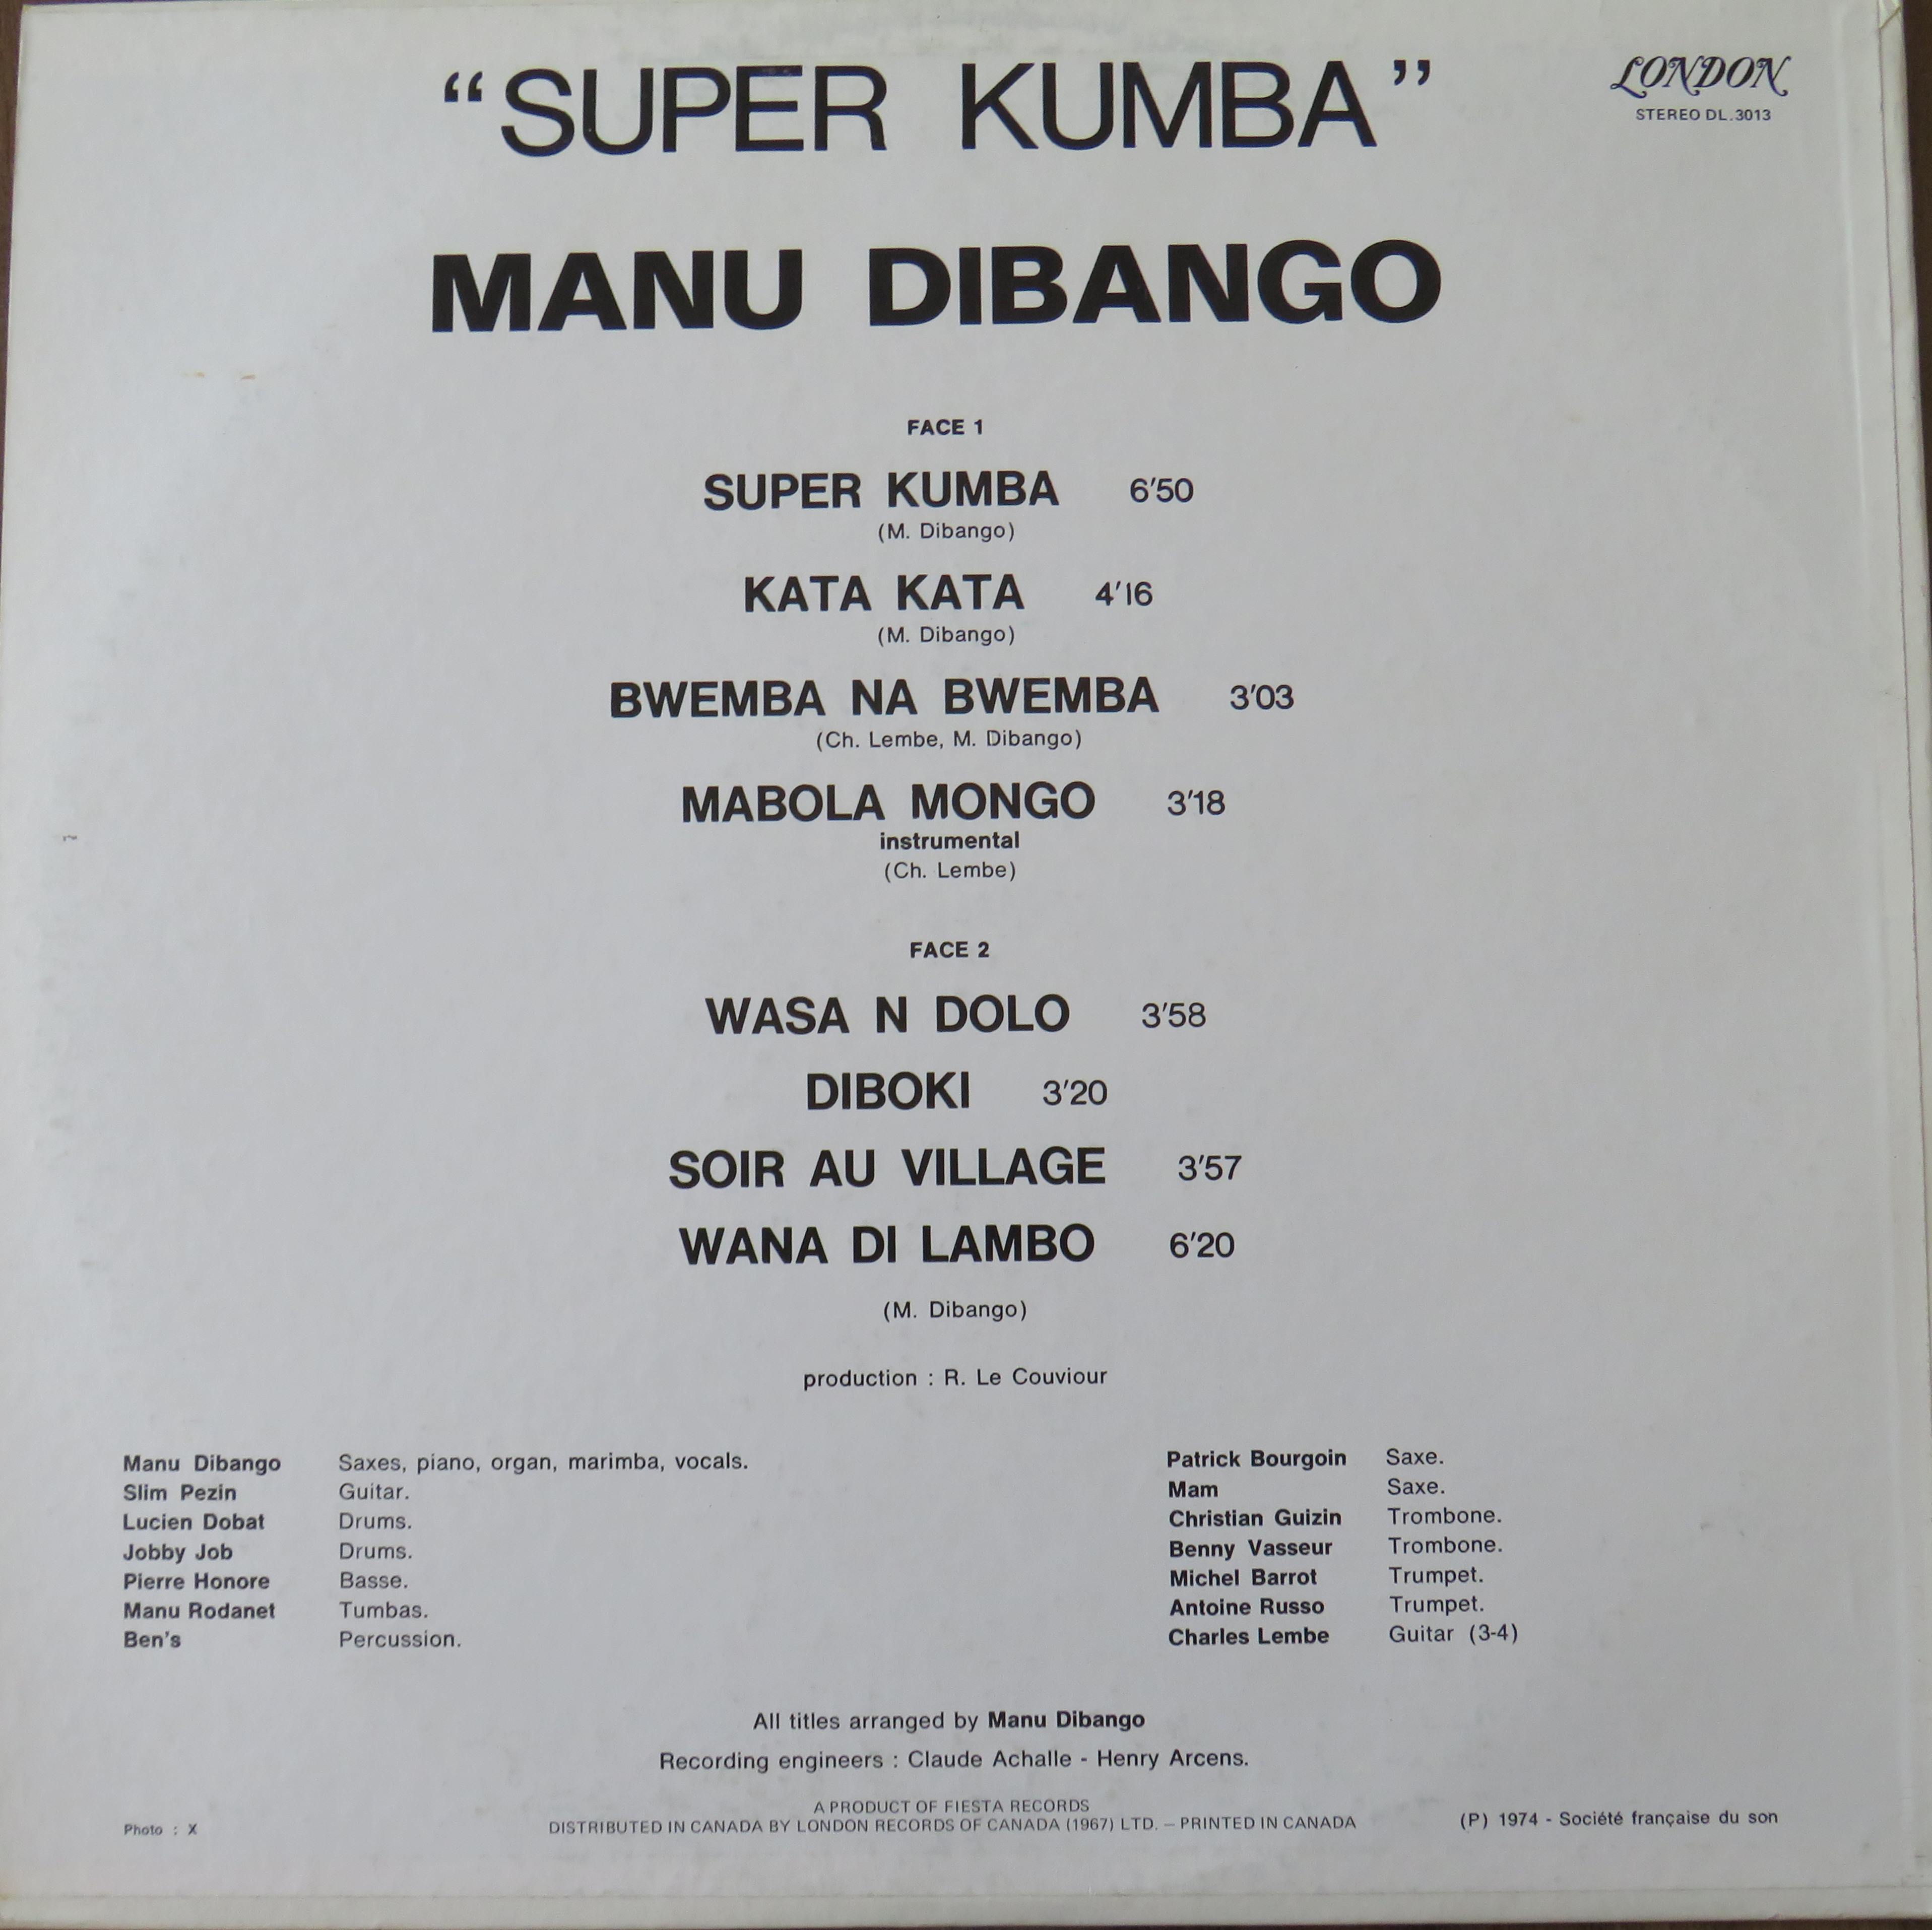 “SUPER KUMBA”
LONDON
STEREO DL.3013
MANU DIBANGO
FACE 1
SUPER KUMBA 6'50
(M. Dibango)
KATA KATA 4'16
(M. Dibango)
BWEMBA NA BWEMBA 3'03
(Ch. Lembe, M. Dibango)
MABOLA MONGO 3'18
instrumental
(Ch. Lembe)
FACE 2
WASA N DOLO 3'58
DIBOKI 3'20
SOIR AU VILLAGE 3'57
WANA DI LAMBO 6'20
(M. Dibango)
production : R. Le Couviour
Manu Dibango Saxes, piano, organ, marimba, vocals.
Slim Pezin Guitar.
Lucien Dobat Drums.
Jobby Job Drums.
Pierre Honore Basse.
Manu Rodanet Tumbas.
Ben's Percussion.
Patrick Bourgoin Saxe.
Mam Saxe.
Christian Guizin Trombone.
Benny Vasseur Trombone.
Michel Barrot Trumpet.
Antoine Russo Trumpet.
Charles Lembe Guitar (3-4)
All titles arranged by Manu Dibango
Recording engineers : Claude Achalle - Henry Arcens.
A PRODUCT OF FIESTA RECORDS
DISTRIBUTED IN CANADA BY LONDON RECORDS OF CANADA (1967) LTD. – PRINTED IN CANADA
Photo : X
(P) 1974 - Société française du son